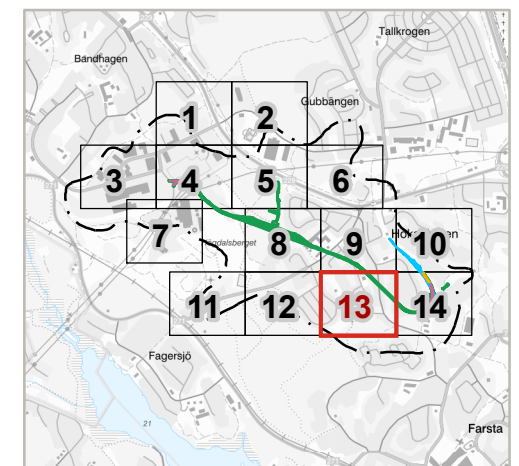 Tallkrogen
Bandhagen
Gubbängen
1 2
3 4 5 6
7 8 9 10
11 12 13 14
Fagersjö
21
Farsta